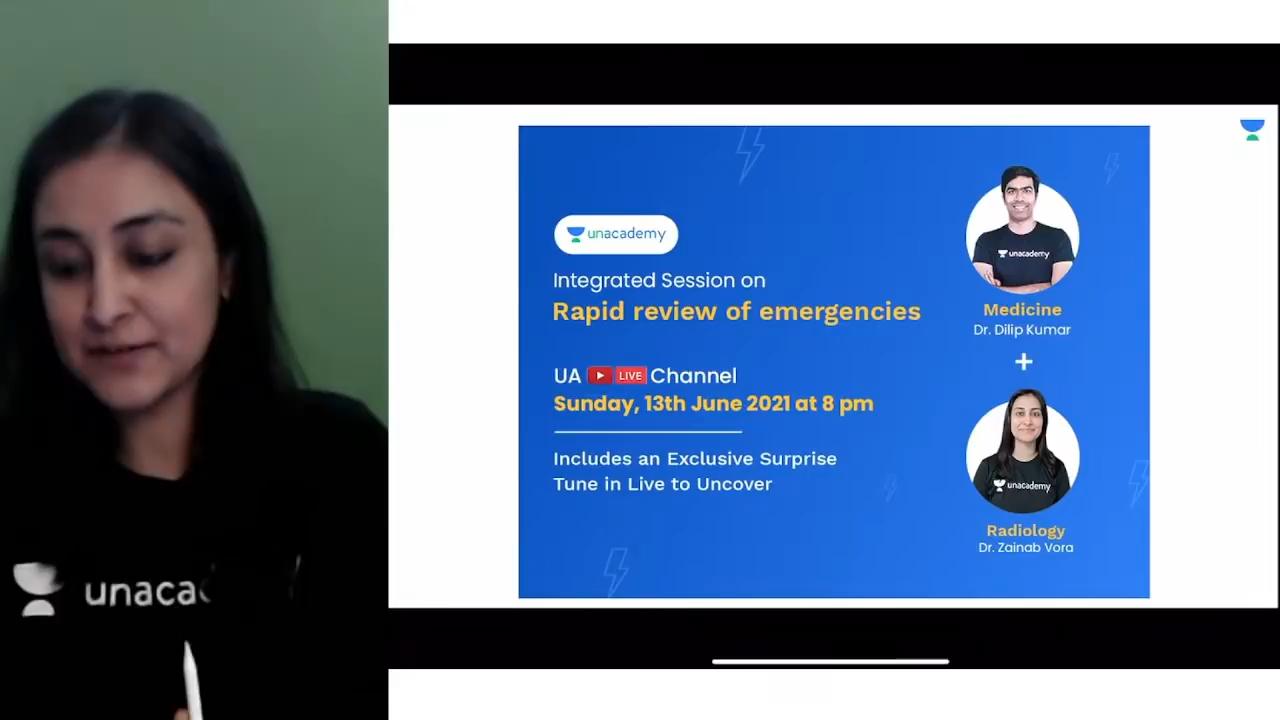 unacademy
Integrated Session on
Rapid review of emergencies
UA LIVE Channel
Sunday, 13th June 2021 at 8 pm
Includes an Exclusive Surprise
Tune in Live to Uncover
unacademy
Medicine
Dr. Dilip Kumar
+
unacademy
Radiology
Dr. Zainab Vora
unaca